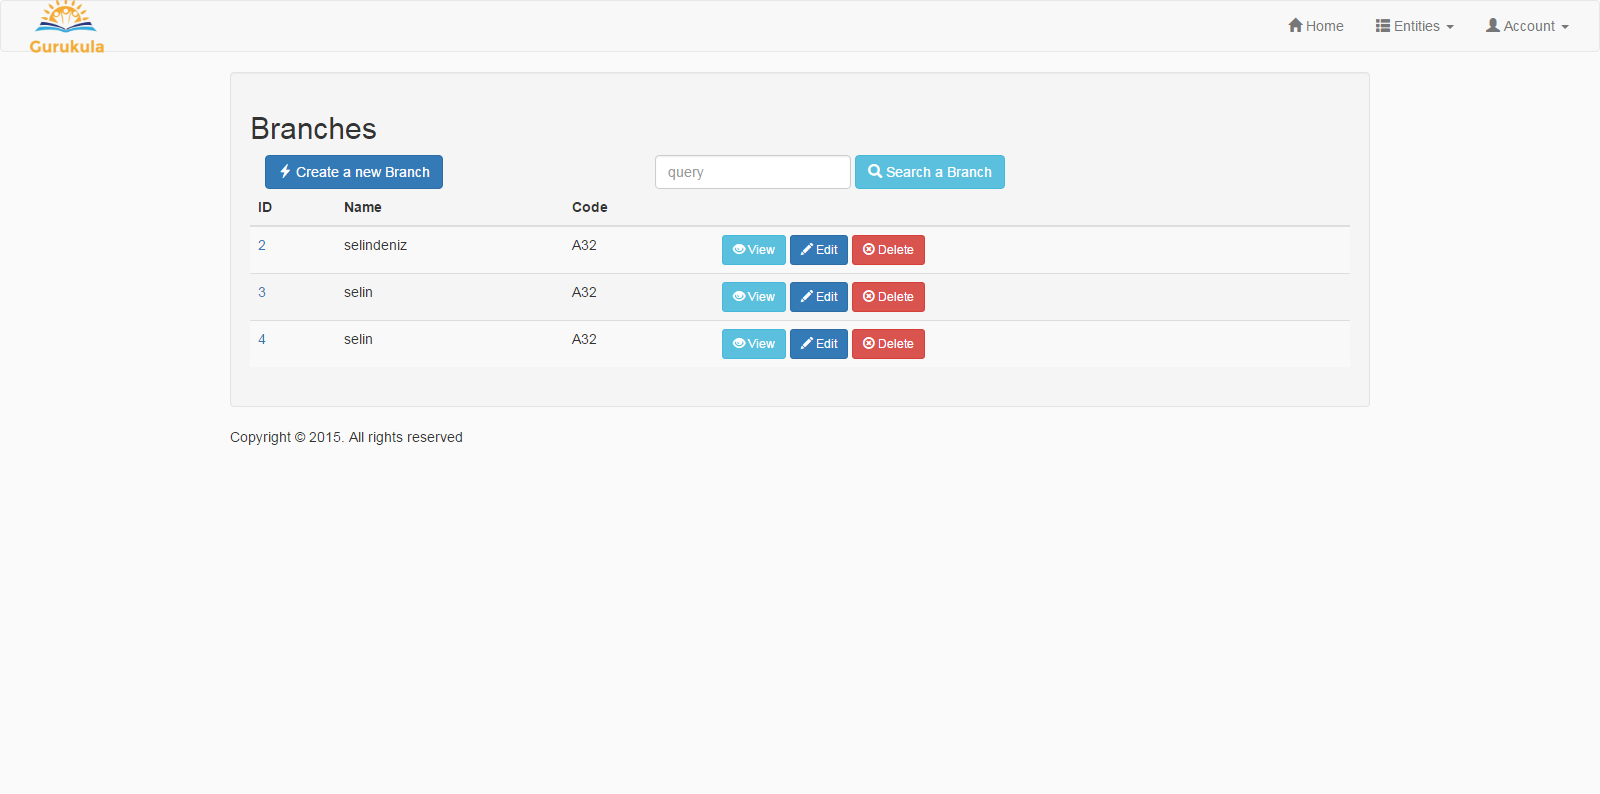 Gurukula
Home Entities Account
Branches
Create a new Branch query Search a Branch
ID Name Code
2 selindeniz A32 View Edit Delete
3 selin A32 View Edit Delete
4 selin A32 View Edit Delete
Copyright © 2015. All rights reserved